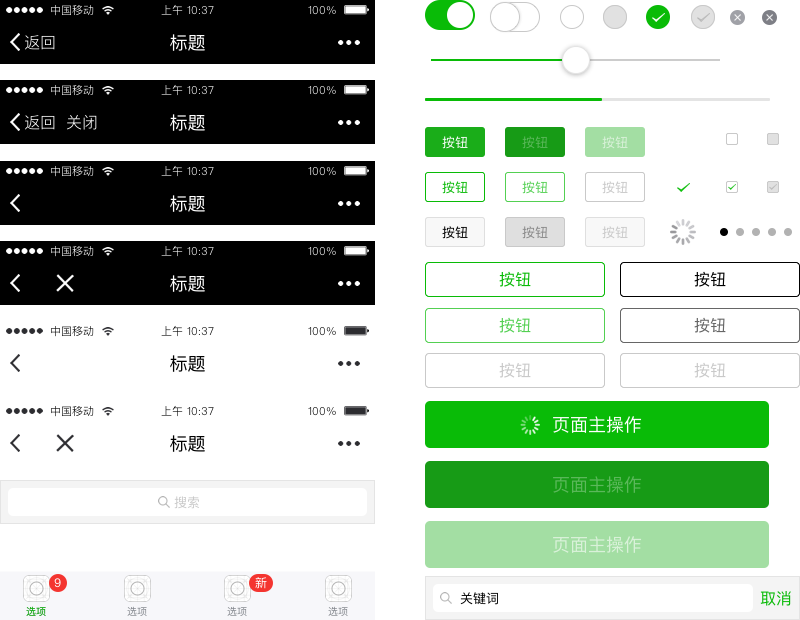 中国移动 上午 10:37 100%
返回 标题
中国移动 上午 10:37 100%
返回 关闭 标题
中国移动 上午 10:37 100%
标题
中国移动 上午 10:37 100%
标题
中国移动 上午 10:37 100%
标题
中国移动 上午 10:37 100%
标题
搜索
9 新
选项 选项 选项 选项
按钮 按钮 按钮
按钮 按钮 按钮
按钮 按钮 按钮
按钮 按钮
按钮 按钮
按钮 按钮
页面主操作
页面主操作
页面主操作
关键词 取消